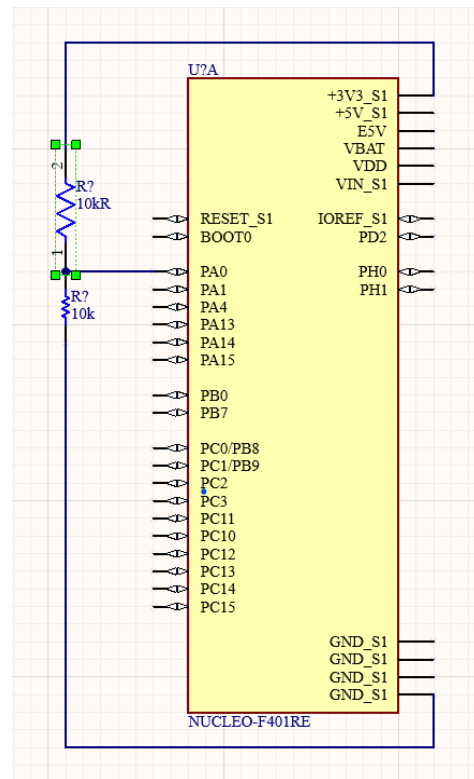 U?A
+3V3_S1
+5V_S1
E5V
VBAT
VDD
VIN_S1
2
R?
10kR
1
RESET_S1
IOREF_S1
BOOT0
PD2
PA0
PH0
PA1
PH1
R?
10k
PA4
PA13
PA14
PA15
PB0
PB7
PC0/PB8
PC1/PB9
PC2
PC3
PC11
PC10
PC12
PC13
PC14
PC15
GND_S1
GND_S1
GND_S1
GND_S1
NUCLEO-F401RE